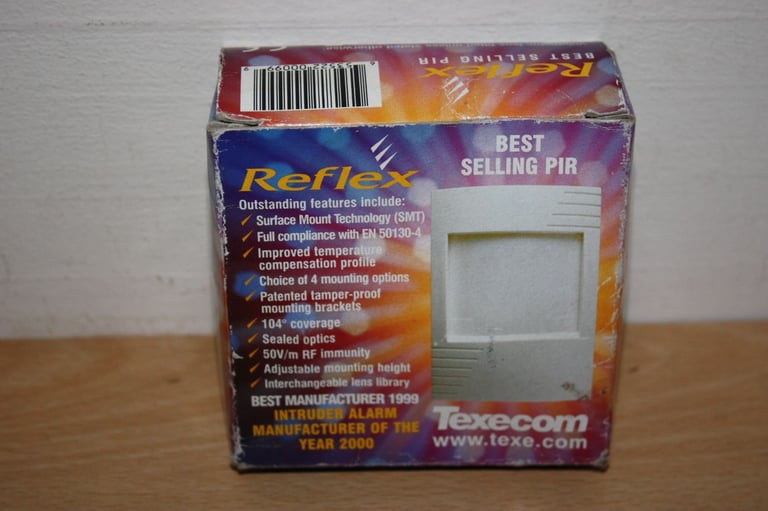 stated otherwise
BEST SELLING PIR
Reflex
Reflex
BEST
SELLING PIR
Outstanding features include:
✓ Surface Mount Technology (SMT)
✓ Full compliance with EN 50130-4
✓ Improved temperature
compensation profile
✓ Choice of 4 mounting options
✓ Patented tamper-proof
mounting brackets
✓ 104° coverage
✓ Sealed optics
✓ 50V/m RF immunity
✓ Adjustable mounting height
✓ Interchangeable lens library
BEST MANUFACTURER 1999
INTRUDER ALARM
MANUFACTURER OF THE
YEAR 2000
Texecom
www.texe.com